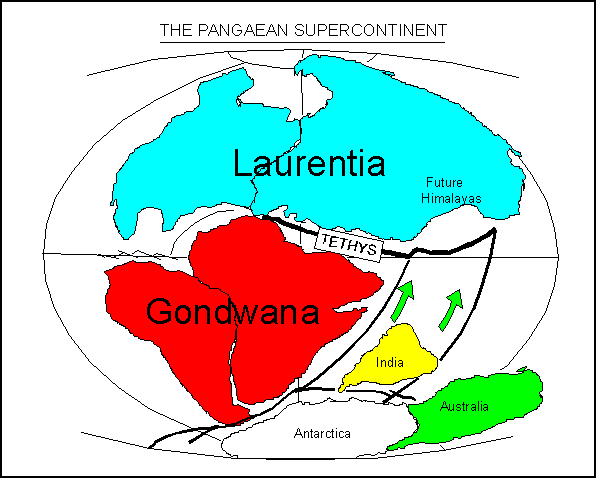 THE PANGAEAN SUPERCONTINENT
Laurentia
Future
Himalayas
TETHYS
Gondwana
India
Australia
Antarctica